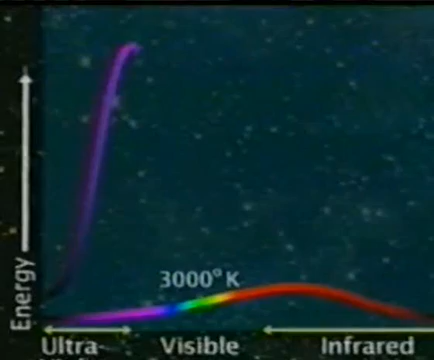 Energy
3000°K
Ultra-
Visible
Infrared